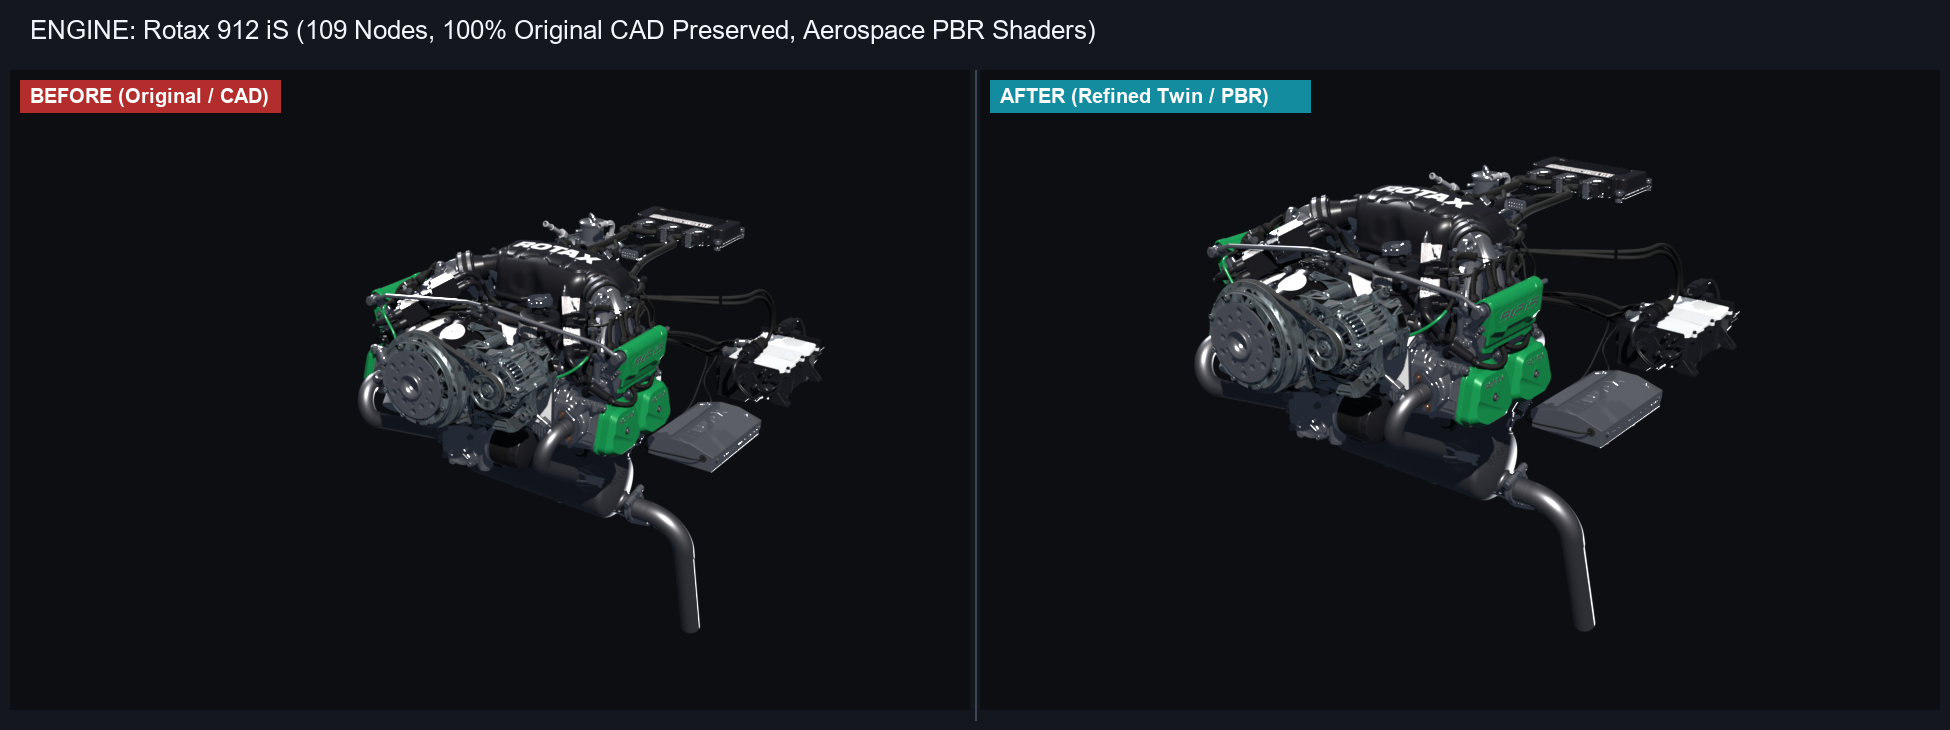 ENGINE: Rotax 912 iS (109 Nodes, 100% Original CAD Preserved, Aerospace PBR Shaders)
BEFORE (Original / CAD)
AFTER (Refined Twin / PBR)
ROTAX
ROTAX